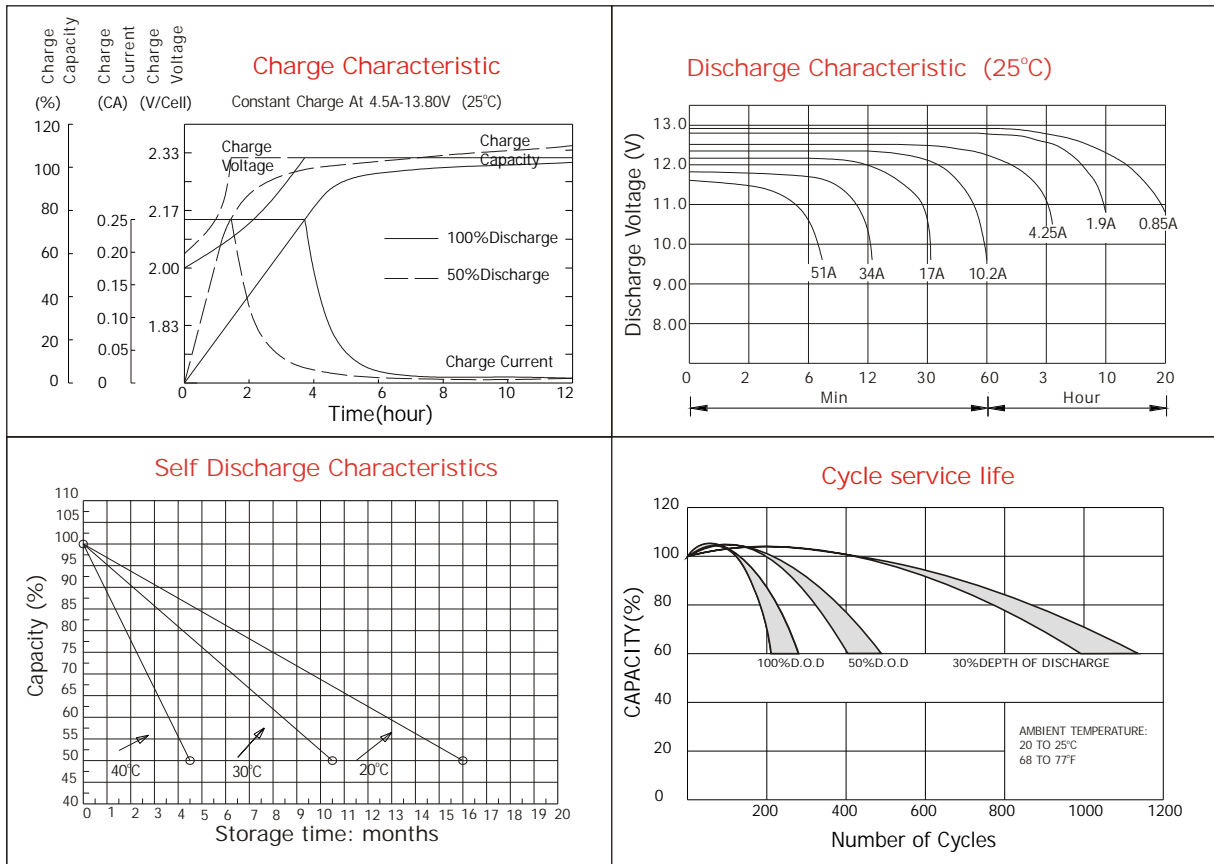 Charge Capacity
Charge Current
Charge Voltage
(%) (CA) (V/Cell)
Charge Characteristic
Constant Charge At 4.5A-13.80V (25°C)
120
100
80
60
40
20
0
0.25
0.20
0.15
0.10
0.05
0
2.33
2.17
2.00
1.83
Charge Voltage
Charge Capacity
100%Discharge
50%Discharge
Charge Current
0 2 4 6 8 10 12
Time(hour)
Discharge Characteristic (25°C)
Discharge Voltage (V)
13.0
12.0
11.0
10.0
9.00
8.00
51A 34A 17A 10.2A 4.25A 1.9A 0.85A
0 2 6 12 30 60 3 10 20
Min Hour
Self Discharge Characteristics
Capacity (%)
110
105
100
95
90
85
80
75
70
65
60
55
50
45
40
40°C 30°C 20°C
0 1 2 3 4 5 6 7 8 9 10 11 12 13 14 15 16 17 18 19 20
Storage time: months
Cycle service life
CAPACITY(%)
120
100
80
60
40
20
0
100%D.O.D 50%D.O.D 30%DEPTH OF DISCHARGE
AMBIENT TEMPERATURE:
20 TO 25°C
68 TO 77°F
200 400 600 800 1000 1200
Number of Cycles